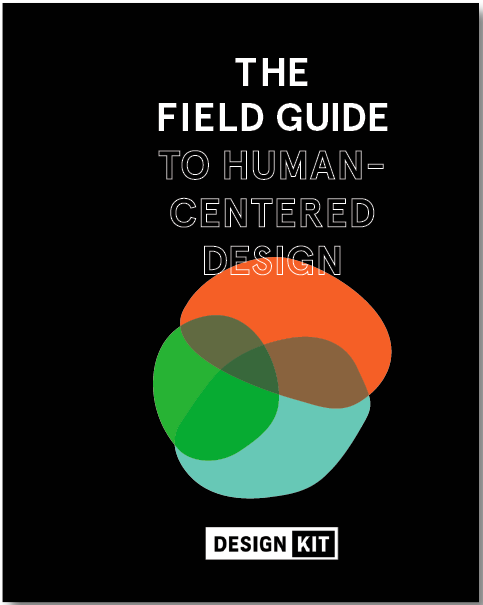 THE
FIELD GUIDE
TO HUMAN-
CENTERED
DESIGN
DESIGN KIT